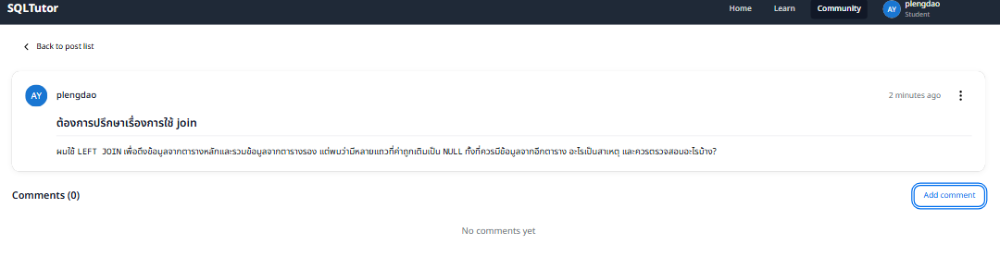 SQLTutor
Home Learn Community AY plengdao
Student
Back to post list
AY plengdao 2 minutes ago
ต้องการปรึกษาเรื่องการใช้ join
ผมใช้ LEFT JOIN เพื่อดึงข้อมูลจากตารางหลักและรวมข้อมูลจากตารางรอง แต่พบว่ามีหลายแถวที่ค่าถูกเติมเป็น NULL ทั้งที่ควรมีข้อมูลจากอีกตาราง อะไรเป็นสาเหตุ และควรตรวจสอบอะไรบ้าง?
Comments (0) Add comment
No comments yet